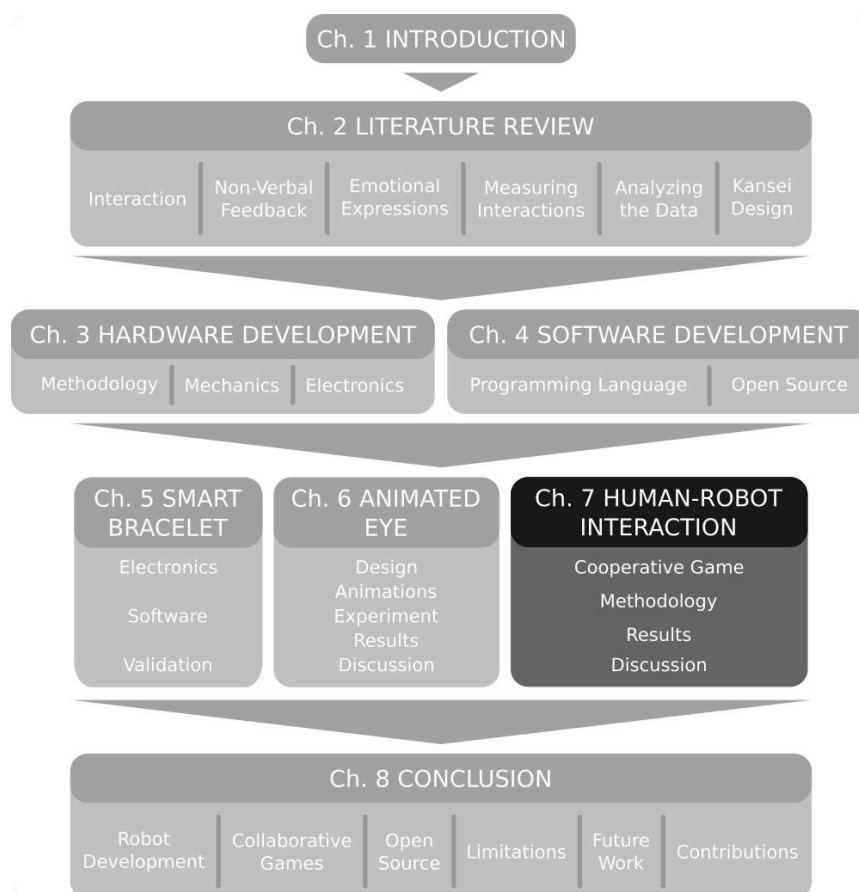 Ch. 1 INTRODUCTION
Ch. 2 LITERATURE REVIEW
Interaction
Non-Verbal
Feedback
Emotional
Expressions
Measuring
Interactions
Analyzing
the Data
Kansei
Design
Ch. 3 HARDWARE DEVELOPMENT
Methodology
Mechanics
Electronics
Ch. 4 SOFTWARE DEVELOPMENT
Programming Language
Open Source
Ch. 5 SMART
BRACELET
Electronics
Software
Validation
Ch. 6 ANIMATED
EYE
Design
Animations
Experiment
Results
Discussion
Ch. 7 HUMAN-ROBOT
INTERACTION
Cooperative Game
Methodology
Results
Discussion
Ch. 8 CONCLUSION
Robot
Development
Collaborative
Games
Open
Source
Limitations
Future
Work
Contributions